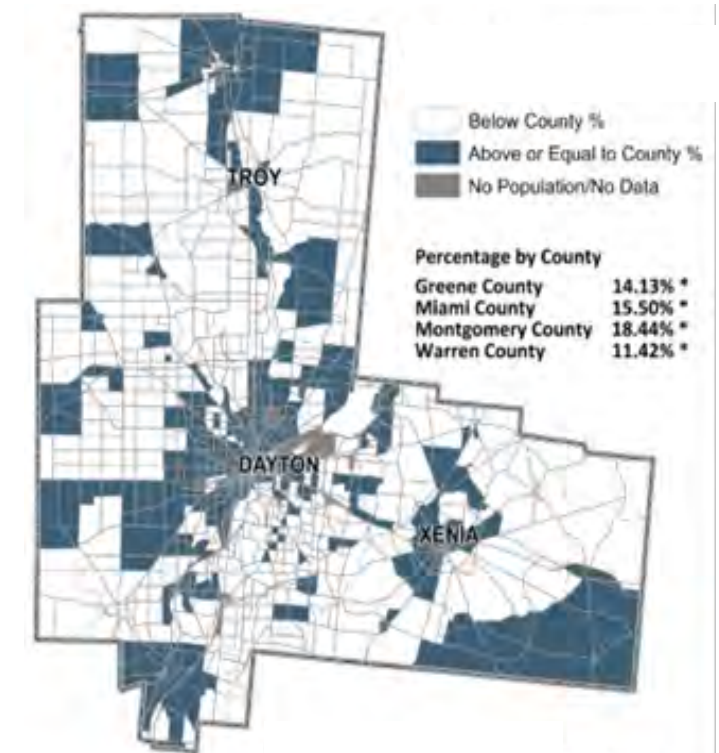 Below County %
Above or Equal to County %
No Population/No Data
TROY
Percentage by County
Greene County 14.13% *
Miami County 15.50% *
Montgomery County 18.44% *
Warren County 11.42% *
DAYTON
XENIA